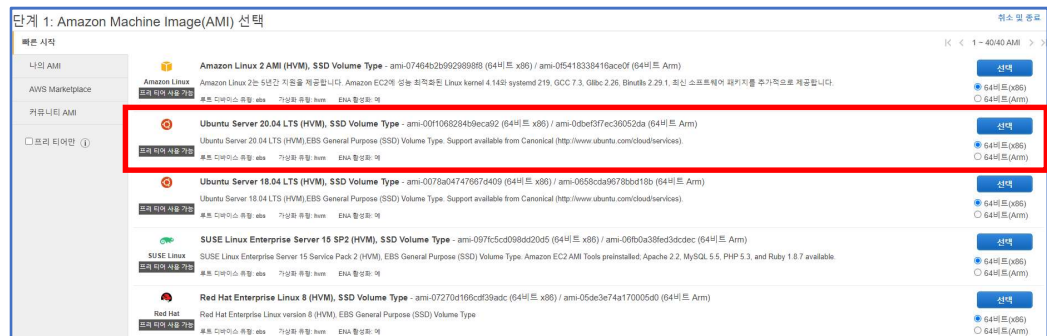 단계 1: Amazon Machine Image(AMI) 선택
취소 및 종료
빠른 시작
1 ~ 40/40 AMI
나의 AMI
AWS Marketplace
커뮤니티 AMI
프리 티어만
Amazon Linux
프리 티어 사용 가능
Amazon Linux 2 AMI (HVM), SSD Volume Type - ami-07464b2b9929898f8 (64비트 x86) / ami-0f5418338416ace0f (64비트 Arm)
Amazon Linux 2는 5년간 지원을 제공합니다. Amazon EC2에 성능 최적화된 Linux kernel 4.14와 systemd 219, GCC 7.3, Glibc 2.26, Binutils 2.29.1, 최신 소프트웨어 패키지를 추가적으로 제공합니다.
루트 디바이스 유형: ebs 가상화 유형: hvm ENA 활성화: 예
선택
64비트(x86)
64비트(Arm)
프리 티어 사용 가능
Ubuntu Server 20.04 LTS (HVM), SSD Volume Type - ami-00f1068284b9eca92 (64비트 x86) / ami-0dbef3f7ec36052da (64비트 Arm)
Ubuntu Server 20.04 LTS (HVM),EBS General Purpose (SSD) Volume Type. Support available from Canonical (http://www.ubuntu.com/cloud/services).
루트 디바이스 유형: ebs 가상화 유형: hvm ENA 활성화: 예
선택
64비트(x86)
64비트(Arm)
프리 티어 사용 가능
Ubuntu Server 18.04 LTS (HVM), SSD Volume Type - ami-0078a04747667d409 (64비트 x86) / ami-0658cda9678bbd18b (64비트 Arm)
Ubuntu Server 18.04 LTS (HVM),EBS General Purpose (SSD) Volume Type. Support available from Canonical (http://www.ubuntu.com/cloud/services).
루트 디바이스 유형: ebs 가상화 유형: hvm ENA 활성화: 예
선택
64비트(x86)
64비트(Arm)
SUSE Linux
프리 티어 사용 가능
SUSE Linux Enterprise Server 15 SP2 (HVM), SSD Volume Type - ami-097fc5cd098dd20d5 (64비트 x86) / ami-06fb0a38fed3dcdec (64비트 Arm)
SUSE Linux Enterprise Server 15 Service Pack 2 (HVM), EBS General Purpose (SSD) Volume Type. Amazon EC2 AMI Tools preinstalled; Apache 2.2, MySQL 5.5, PHP 5.3, and Ruby 1.8.7 available.
루트 디바이스 유형: ebs 가상화 유형: hvm ENA 활성화: 예
선택
64비트(x86)
64비트(Arm)
Red Hat
프리 티어 사용 가능
Red Hat Enterprise Linux 8 (HVM), SSD Volume Type - ami-07270d166cdf39adc (64비트 x86) / ami-05de3e74a170005d0 (64비트 Arm)
Red Hat Enterprise Linux version 8 (HVM), EBS General Purpose (SSD) Volume Type
루트 디바이스 유형: ebs 가상화 유형: hvm ENA 활성화: 예
선택
64비트(x86)
64비트(Arm)